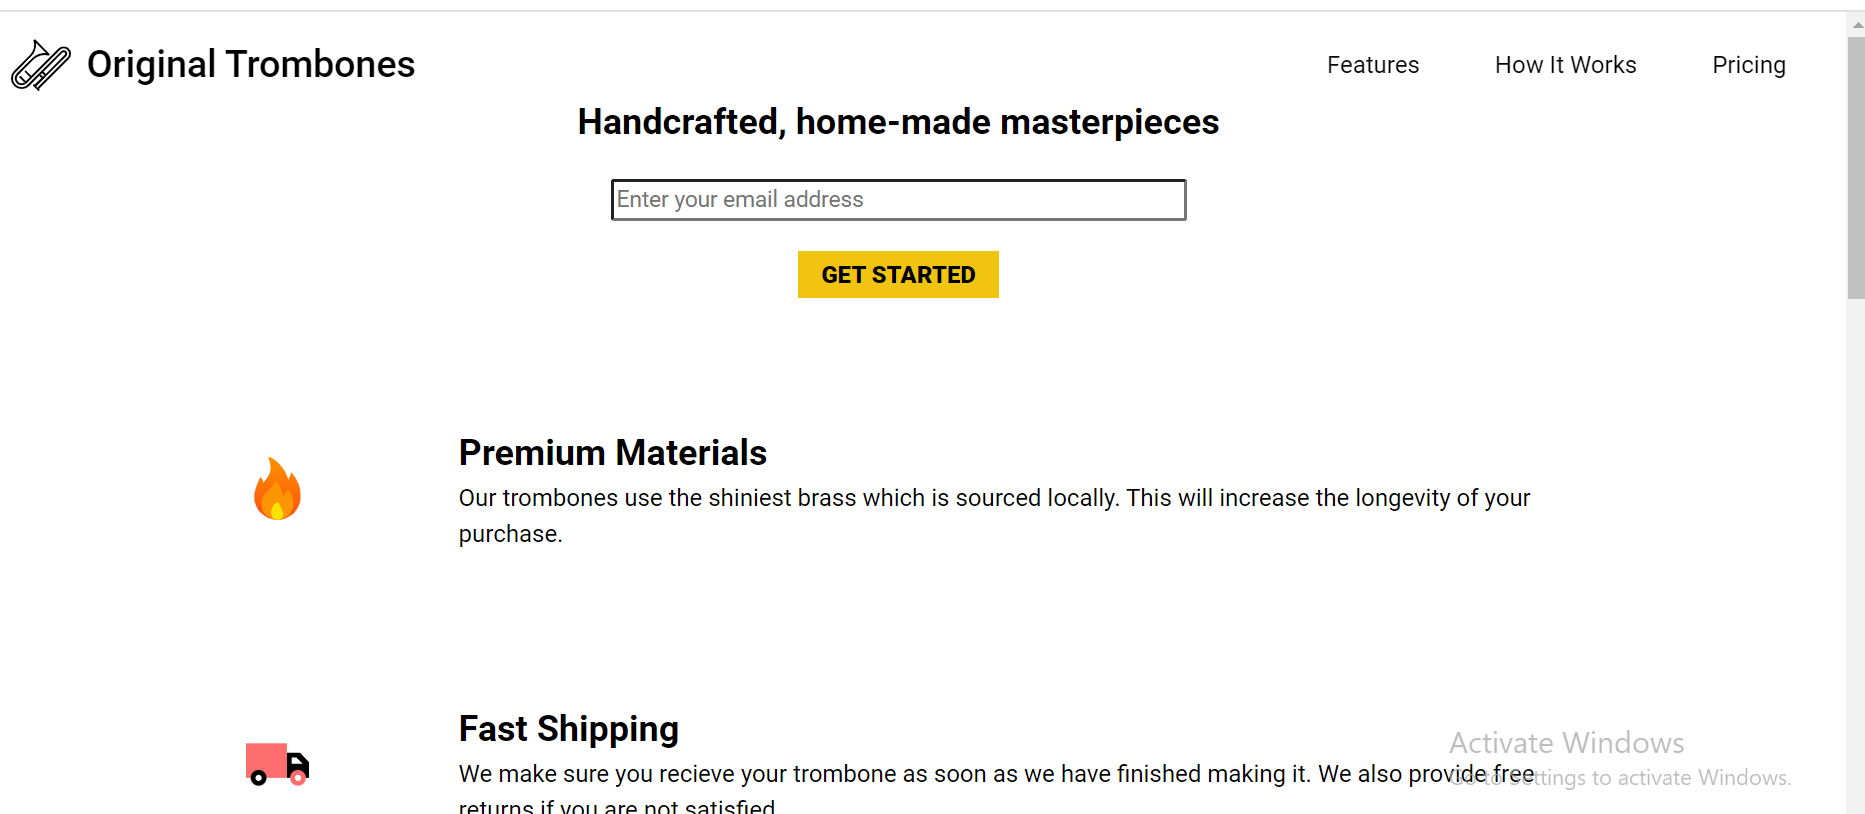 Original Trombones
Features
How It Works
Pricing
Handcrafted, home-made masterpieces
Enter your email address
GET STARTED
Premium Materials
Our trombones use the shiniest brass which is sourced locally. This will increase the longevity of your
purchase.
Fast Shipping
We make sure you recieve your trombone as soon as we have finished making it. We also provide free
returns if you are not satisfied
Activate Windows
Go to Settings to activate Windows.